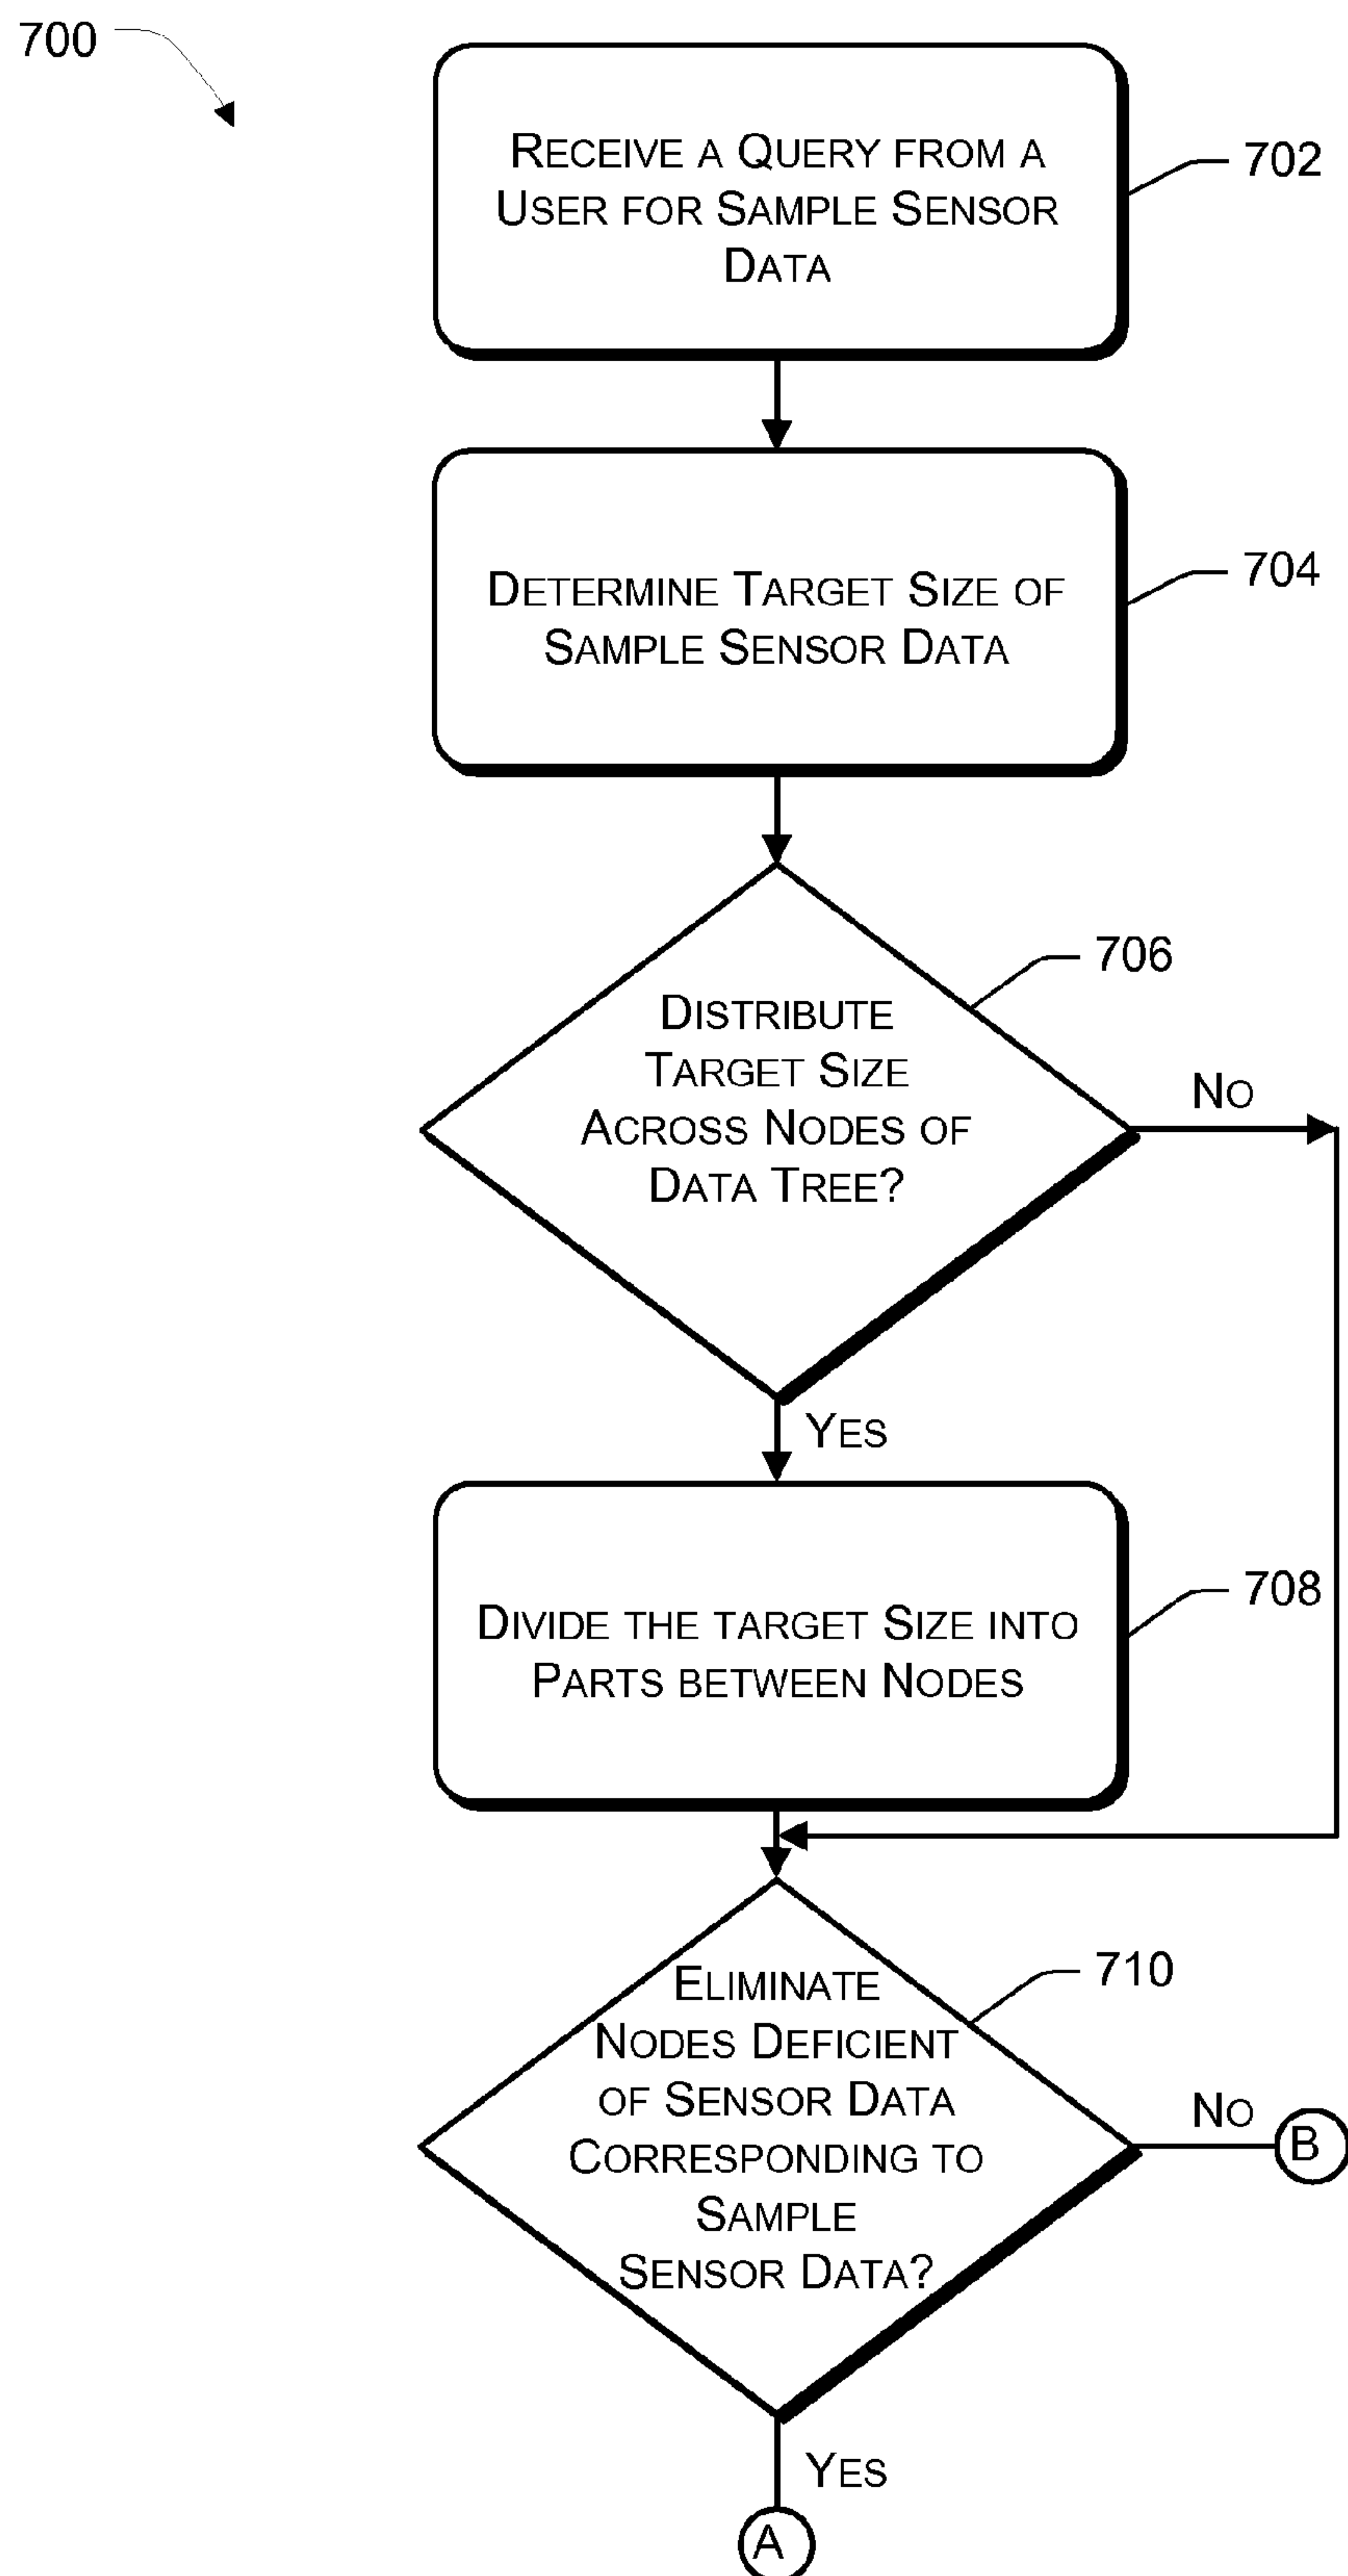 700
RECEIVE A QUERY FROM A
USER FOR SAMPLE SENSOR
DATA
702
DETERMINE TARGET SIZE OF
SAMPLE SENSOR DATA
704
706
DISTRIBUTE
TARGET SIZE
ACROSS NODES OF
DATA TREE?
NO
YES
DIVIDE THE TARGET SIZE INTO
PARTS BETWEEN NODES
708
710
ELIMINATE
NODES DEFICIENT
OF SENSOR DATA
CORRESPONDING TO
SAMPLE
SENSOR DATA?
NO
B
YES
A